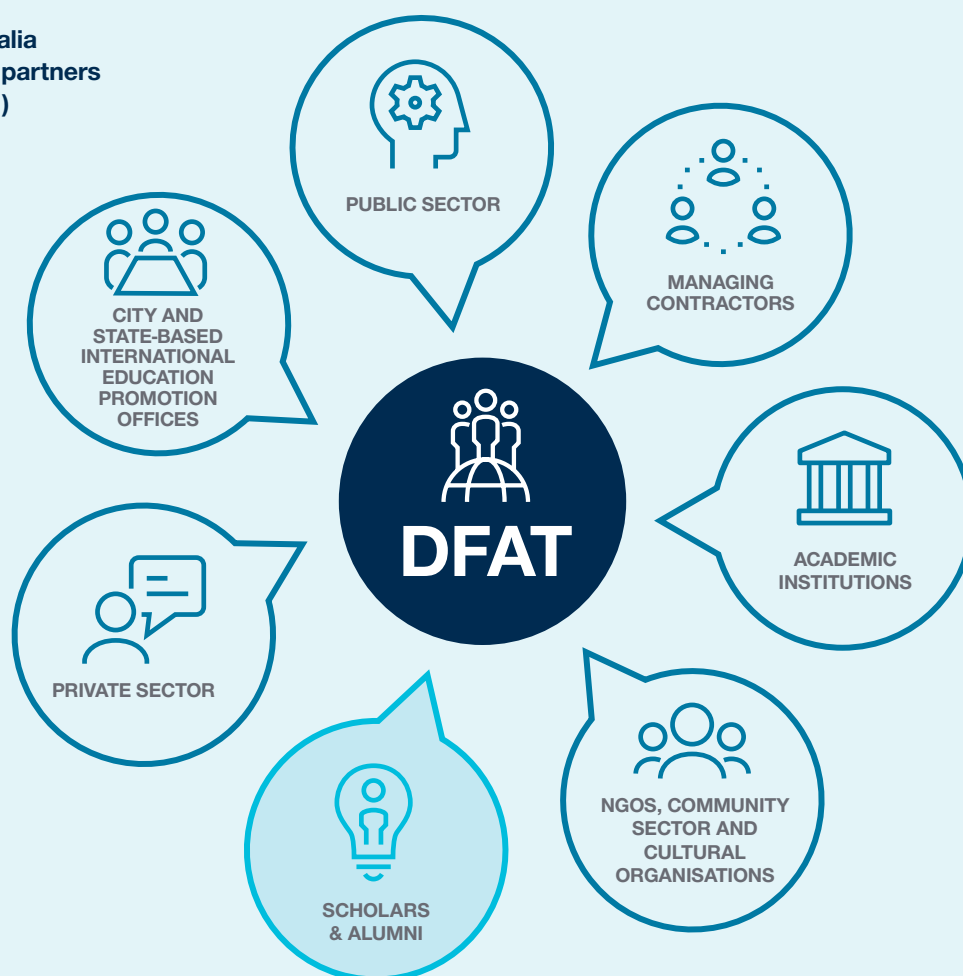 partners
)
PUBLIC SECTOR
MANAGING
CONTRACTORS
CITY AND
STATE-BASED
INTERNATIONAL
EDUCATION
PROMOTION
OFFICES
DFAT
ACADEMIC
INSTITUTIONS
PRIVATE SECTOR
NGOS, COMMUNITY
SECTOR AND
CULTURAL
ORGANISATIONS
SCHOLARS
& ALUMNI